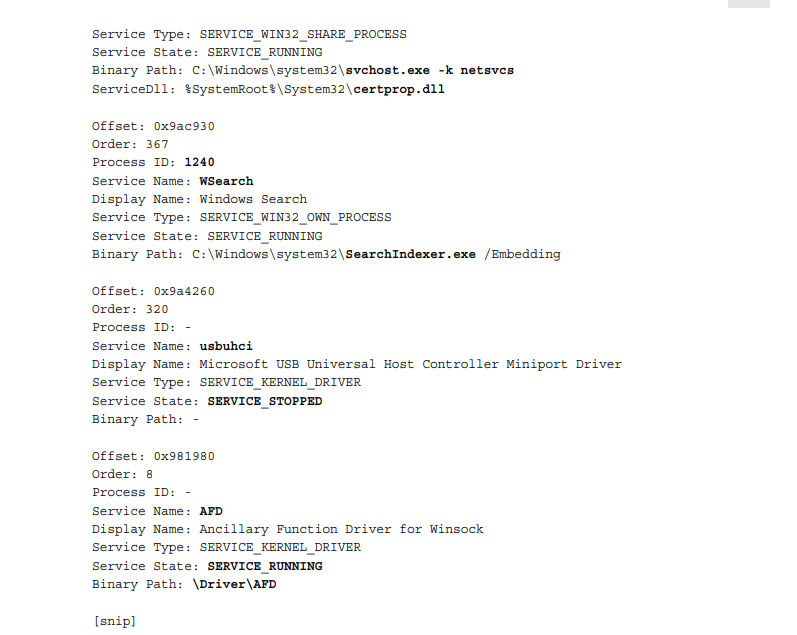 Service Type: SERVICE_WIN32_SHARE_PROCESS
Service State: SERVICE_RUNNING
Binary Path: C:\Windows\system32\svchost.exe -k netsvcs
ServiceDll: %SystemRoot%\System32\certprop.dll

Offset: 0x9ac930
Order: 367
Process ID: 1240
Service Name: WSearch
Display Name: Windows Search
Service Type: SERVICE_WIN32_OWN_PROCESS
Service State: SERVICE_RUNNING
Binary Path: C:\Windows\system32\SearchIndexer.exe /Embedding

Offset: 0x9a4260
Order: 320
Process ID: -
Service Name: usbuhci
Display Name: Microsoft USB Universal Host Controller Miniport Driver
Service Type: SERVICE_KERNEL_DRIVER
Service State: SERVICE_STOPPED
Binary Path: -

Offset: 0x981980
Order: 8
Process ID: -
Service Name: AFD
Display Name: Ancillary Function Driver for Winsock
Service Type: SERVICE_KERNEL_DRIVER
Service State: SERVICE_RUNNING
Binary Path: \Driver\AFD

[snip]